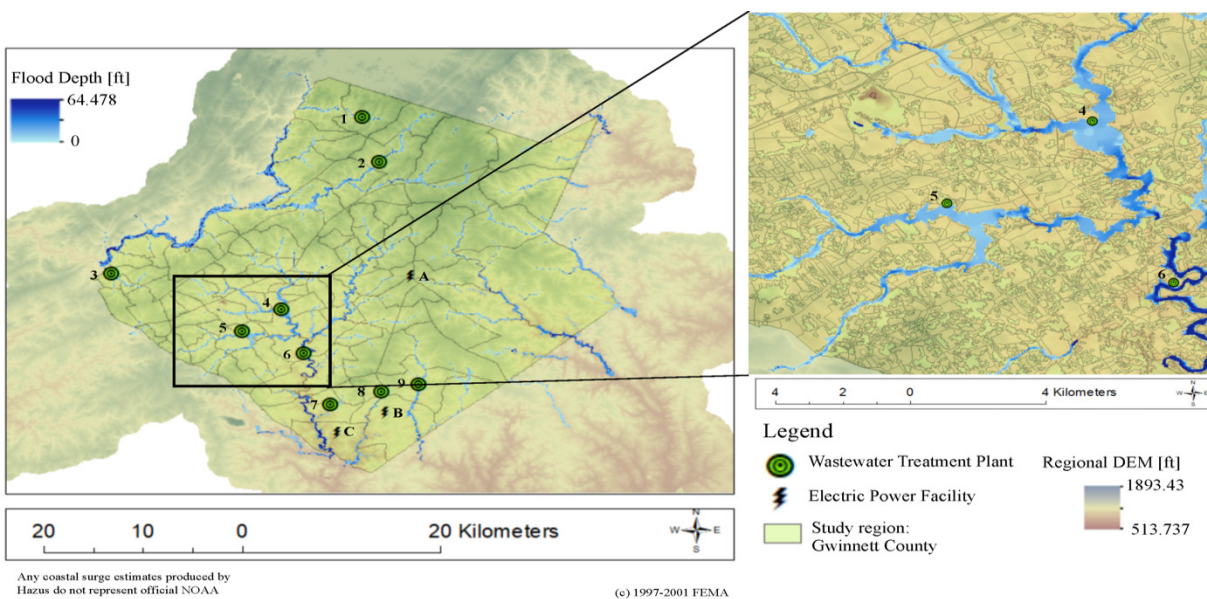 Flood Depth [ft]
64.478
0
1
2
3
A
4
5
6
9
8
B
7
C
20 10 0 20 Kilometers
N
W E
S
Any coastal surge estimates produced by
Hazus do not represent official NOAA
(c) 1997-2001 FEMA
4
5
6
4 2 0 4 Kilometers
N
W E
S
Legend
Wastewater Treatment Plant
Electric Power Facility
Study region:
Gwinnett County
Regional DEM [ft]
1893.43
513.737